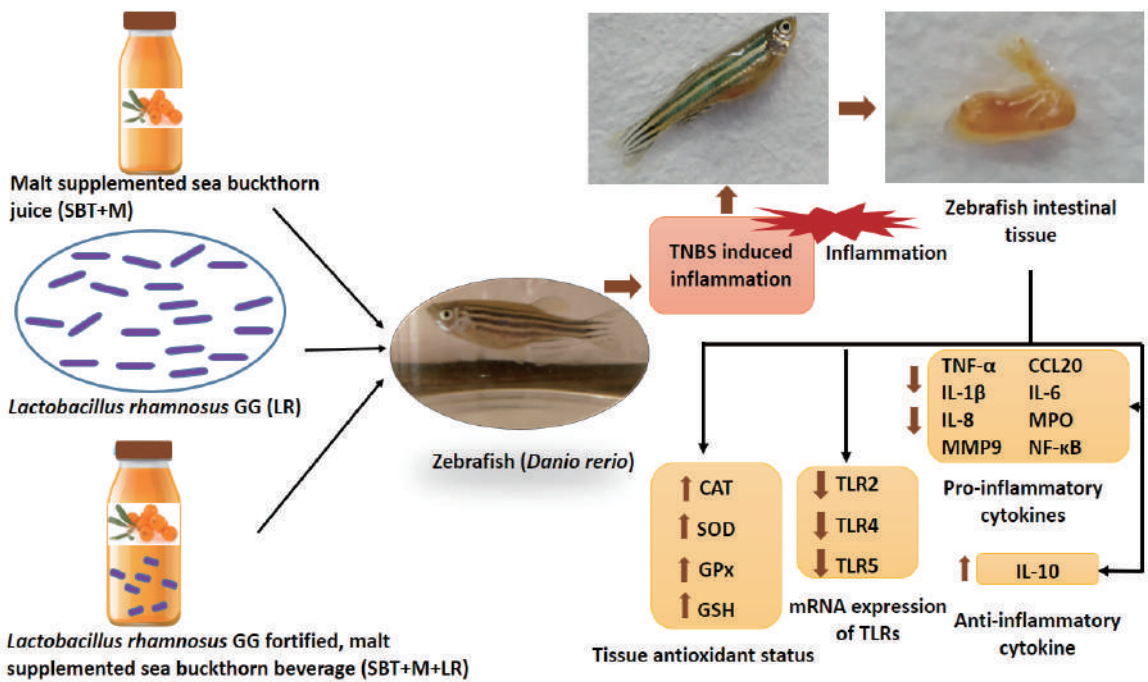 Malt supplemented sea buckthorn
juice (SBT+M)
Lactobacillus rhamnosus GG (LR)
Lactobacillus rhamnosus GG fortified, malt
supplemented sea buckthorn beverage (SBT+M+LR)
Zebrafish (Danio rerio)
TNBS induced
inflammation
Inflammation
Zebrafish intestinal
tissue
CAT
SOD
GPx
GSH
Tissue antioxidant status
TLR2
TLR4
TLR5
mRNA expression
of TLRs
TNF-α CCL20
IL-1β IL-6
IL-8 MPO
MMP9 NF-κB
Pro-inflammatory
cytokines
IL-10
Anti-inflammatory
cytokine